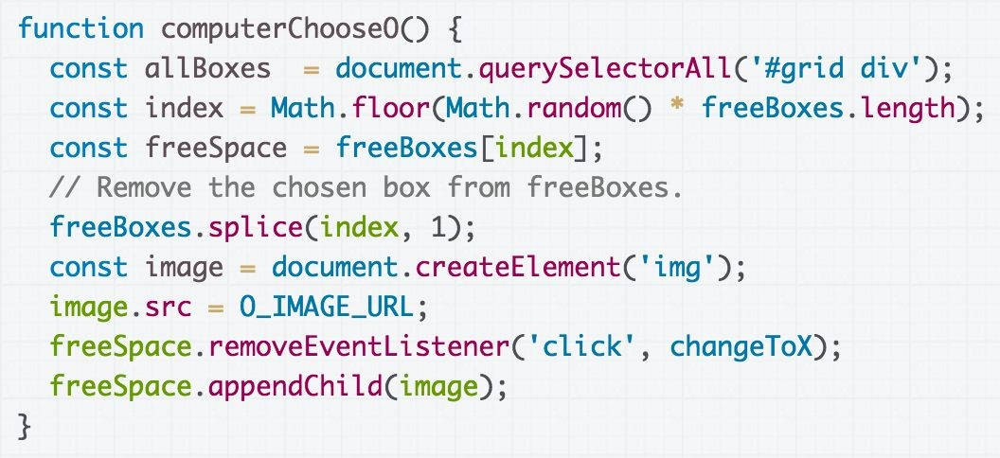 function computerChooseO() {
  const allBoxes  = document.querySelectorAll('#grid div');
  const index = Math.floor(Math.random() * freeBoxes.length);
  const freeSpace = freeBoxes[index];
  // Remove the chosen box from freeBoxes.
  freeBoxes.splice(index, 1);
  const image = document.createElement('img');
  image.src = O_IMAGE_URL;
  freeSpace.removeEventListener('click', changeToX);
  freeSpace.appendChild(image);
}